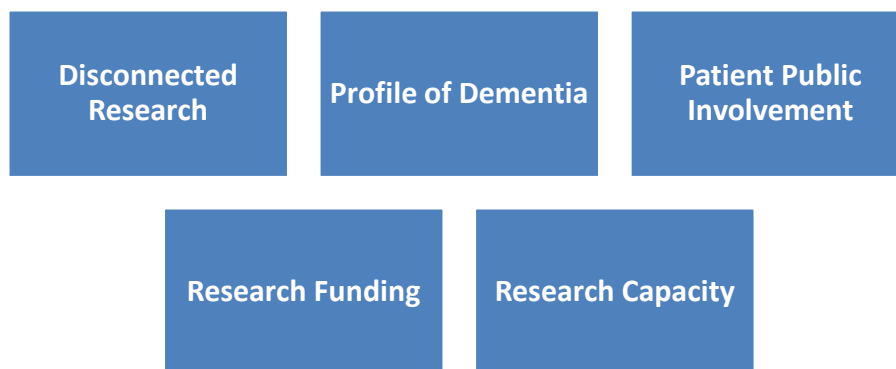 Disconnected
Research
Profile of Dementia
Patient Public
Involvement
Research Funding
Research Capacity